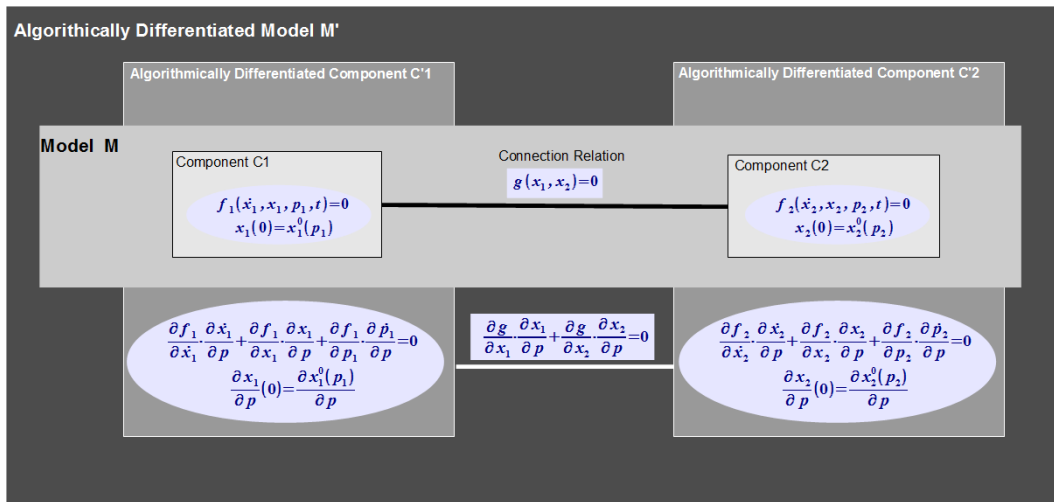 Algorithically Differentiated Model M'
Algorithmically Differentiated Component C'1
Algorithmically Differentiated Component C'2
Model M
Component C1
Connection Relation
Component C2
g(x₁,x₂)=0
f₁(ẋ₁,x₁,p₁,t)=0
x₁(0)=x₁⁰(p₁)
f₂(ẋ₂,x₂,p₂,t)=0
x₂(0)=x₂⁰(p₂)
∂f₁/∂ẋ₁·∂ẋ₁/∂p+∂f₁/∂x₁·∂x₁/∂p+∂f₁/∂p₁·∂ṗ₁/∂p=0
∂x₁/∂p(0)=∂x₁⁰(p₁)/∂p
∂g/∂x₁·∂x₁/∂p+∂g/∂x₂·∂x₂/∂p=0
∂f₂/∂ẋ₂·∂ẋ₂/∂p+∂f₂/∂x₂·∂x₂/∂p+∂f₂/∂p₂·∂ṗ₂/∂p=0
∂x₂/∂p(0)=∂x₂⁰(p₂)/∂p